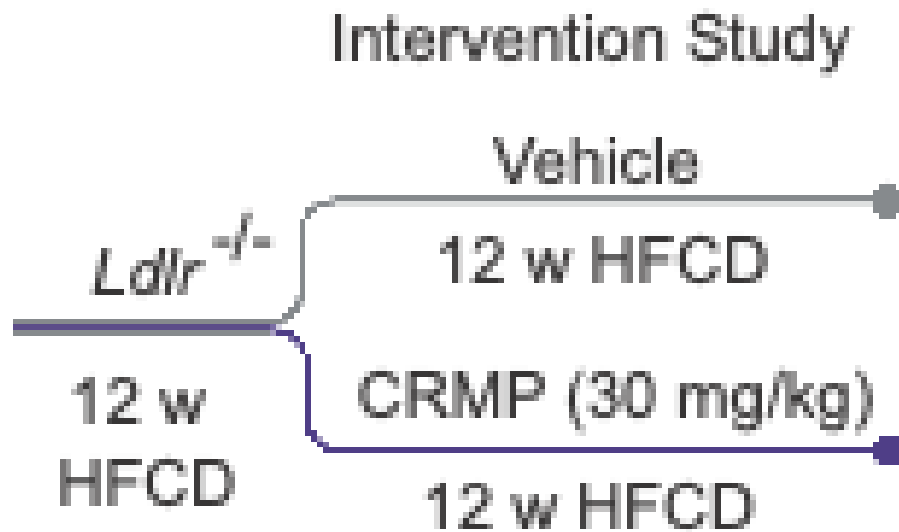 Intervention Study
Vehicle
12 w HFCD
Ldlr -/-
12 w
HFCD
CRMP (30 mg/kg)
12 w HFCD